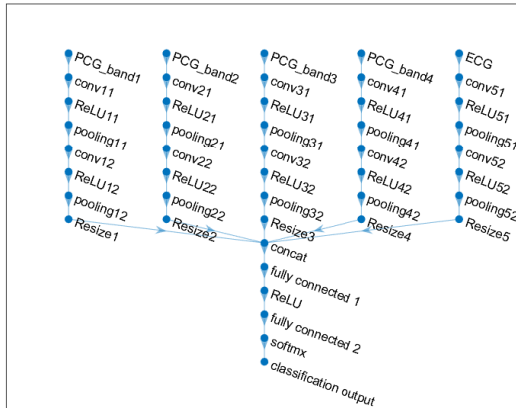 PCG_band1
conv11
ReLU11
pooling11
conv12
ReLU12
pooling12
Resize1
PCG_band2
conv21
ReLU21
pooling21
conv22
ReLU22
pooling22
Resize2
PCG_band3
conv31
ReLU31
pooling31
conv32
ReLU32
pooling32
Resize3
PCG_band4
conv41
ReLU41
pooling41
conv42
ReLU42
pooling42
Resize4
ECG
conv51
ReLU51
pooling51
conv52
ReLU52
pooling52
Resize5
concat
fully connected 1
ReLU
fully connected 2
softmx
classification output